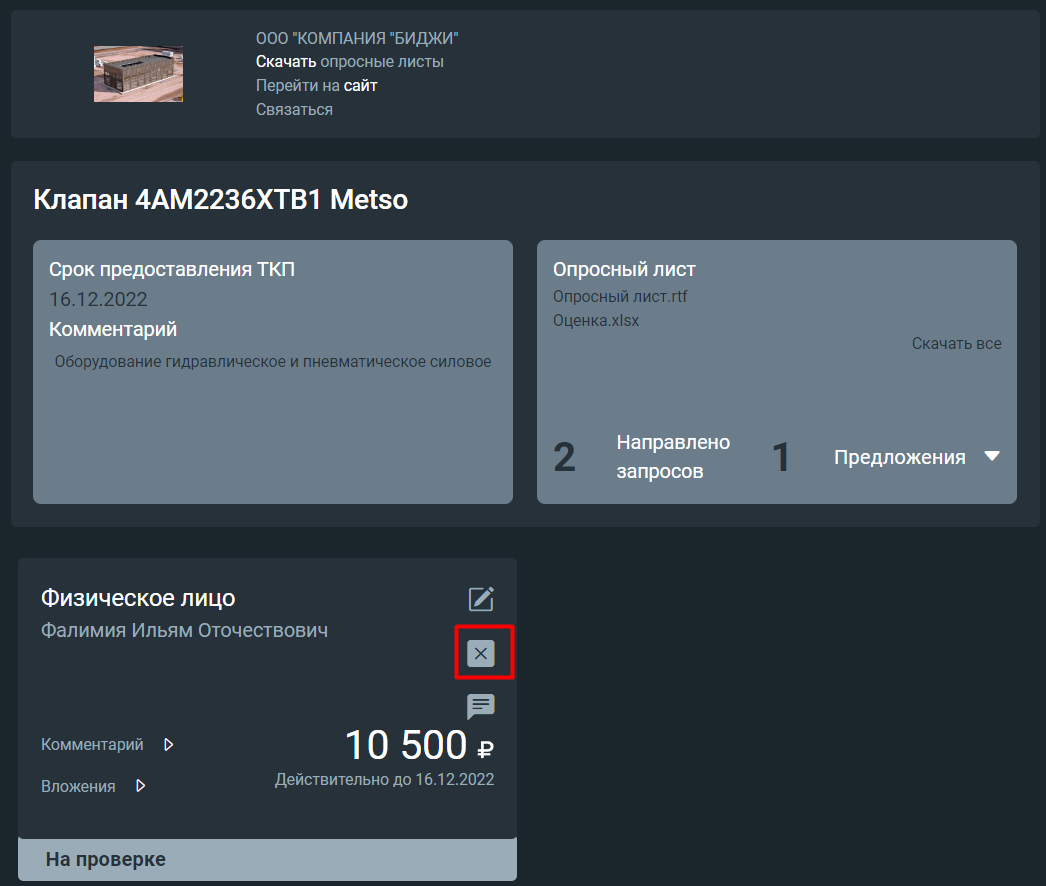 ООО "КОМПАНИЯ "БИДЖИ"
Скачать опросные листы
Перейти на сайт
Связаться
Клапан 4AM2236XTB1 Metso
Срок предоставления ТКП
16.12.2022
Комментарий
Оборудование гидравлическое и пневматическое силовое
Опросный лист
Опросный лист.rtf
Оценка.xlsx
Скачать все
2 Направлено запросов 1 Предложения
Физическое лицо
Фалимия Ильям Оточествович
Комментарий
10 500 ₽
Вложения
Действительно до 16.12.2022
На проверке